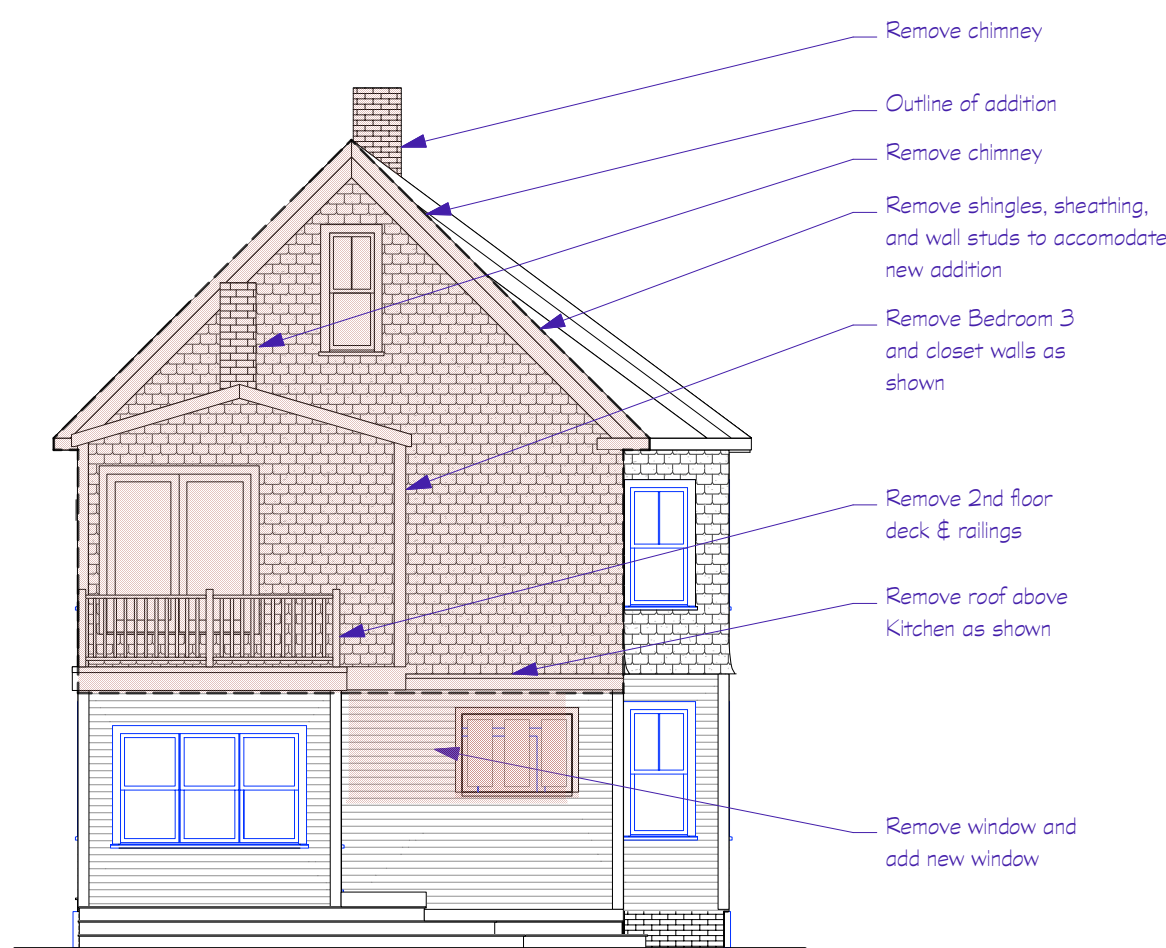 Remove chimney
Outline of addition
Remove chimney
Remove shingles, sheathing,
and wall studs to accomodate
new addition
Remove Bedroom 3
and closet walls as
shown
Remove 2nd floor
deck & railings
Remove roof above
Kitchen as shown
Remove window and
add new window